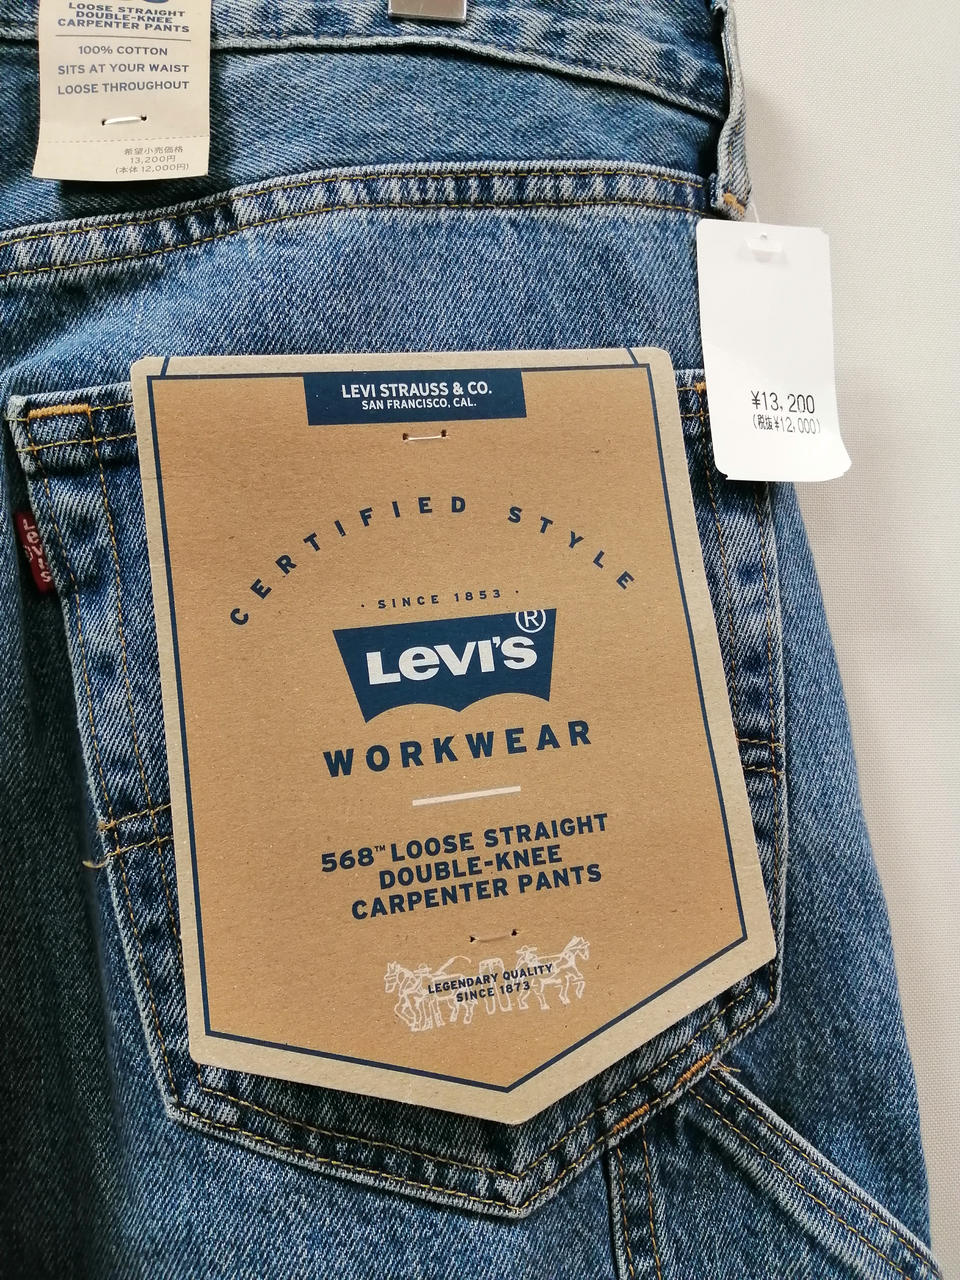 LOOSE STRAIGHT
DOUBLE-KNEE
CARPENTER PANTS
100% COTTON
SITS AT YOUR WAIST
LOOSE THROUGHOUT
希望小売価格
13,200円
(本体 12,000円)
¥13,200
(税抜¥12,000)
LEVI STRAUSS & CO.
SAN FRANCISCO, CAL.
CERTIFIED STYLE
· SINCE 1853 ·
LEVI'S®
WORKWEAR
568™ LOOSE STRAIGHT
DOUBLE-KNEE
CARPENTER PANTS
LEGENDARY QUALITY
SINCE 1873
Levi's